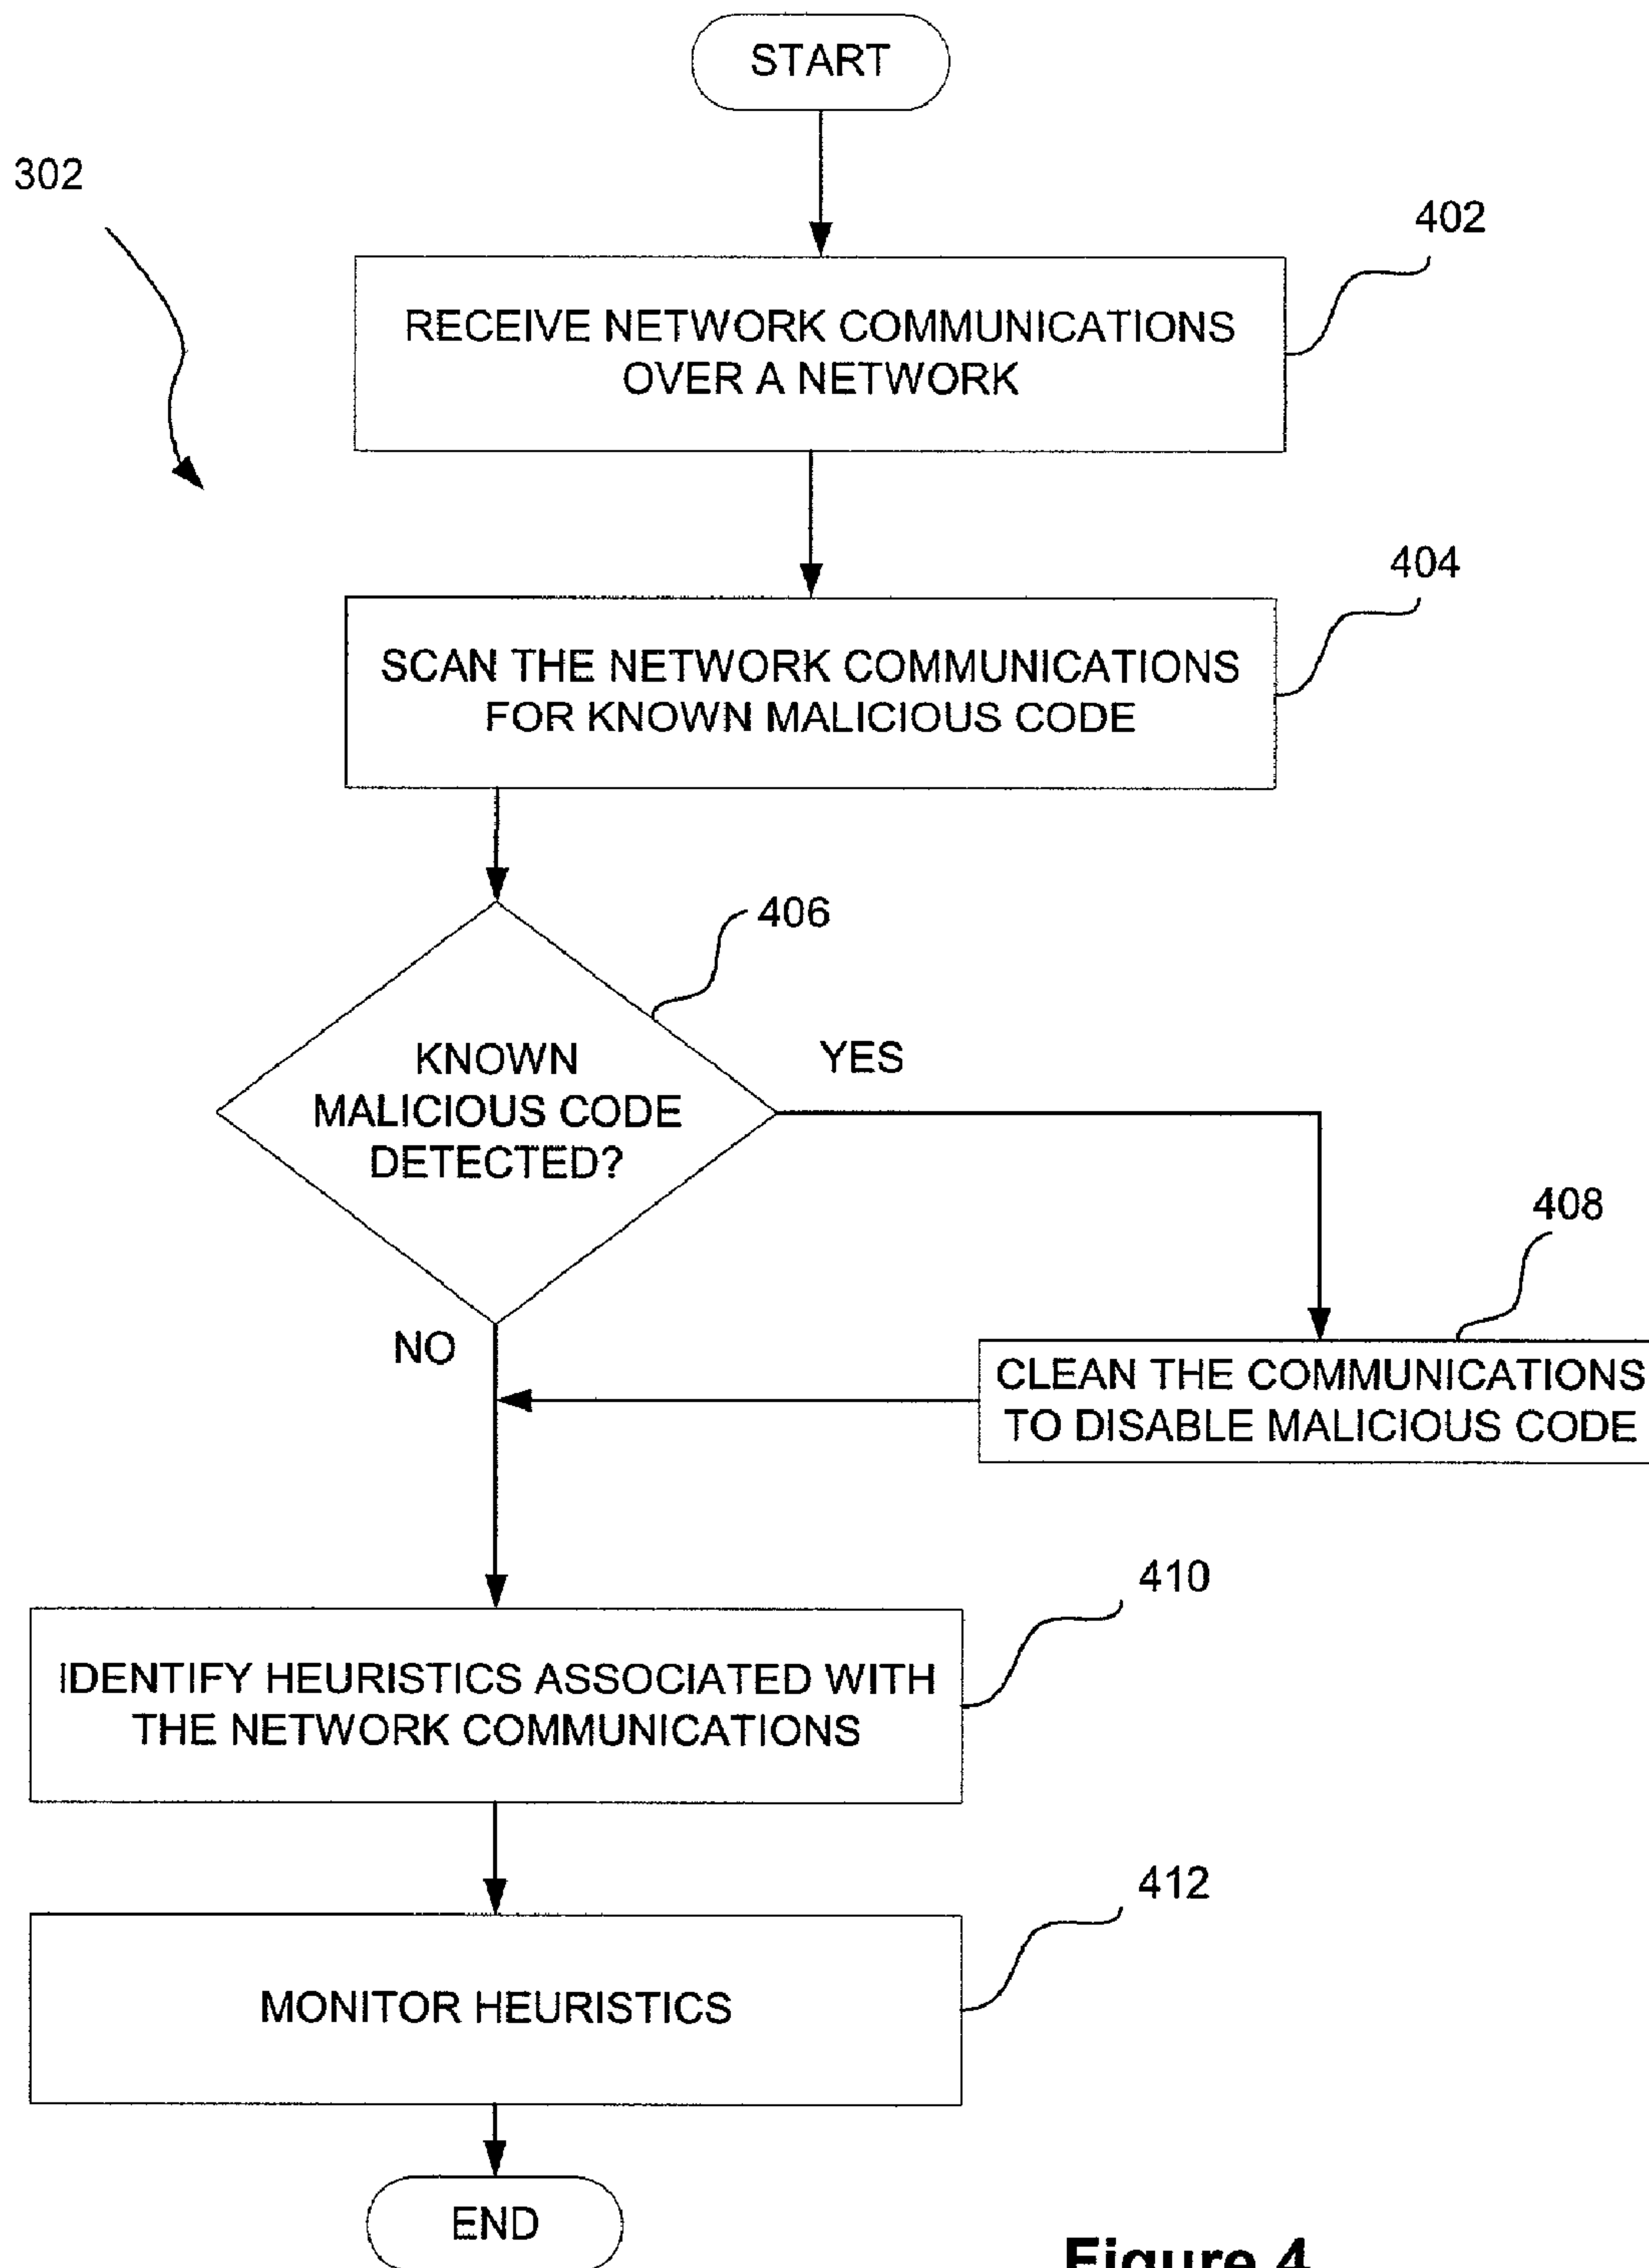 START
302
402
RECEIVE NETWORK COMMUNICATIONS
OVER A NETWORK
404
SCAN THE NETWORK COMMUNICATIONS
FOR KNOWN MALICIOUS CODE
406
KNOWN
MALICIOUS CODE
DETECTED?
YES
408
NO
CLEAN THE COMMUNICATIONS
TO DISABLE MALICIOUS CODE
410
IDENTIFY HEURISTICS ASSOCIATED WITH
THE NETWORK COMMUNICATIONS
412
MONITOR HEURISTICS
END
Figure 4